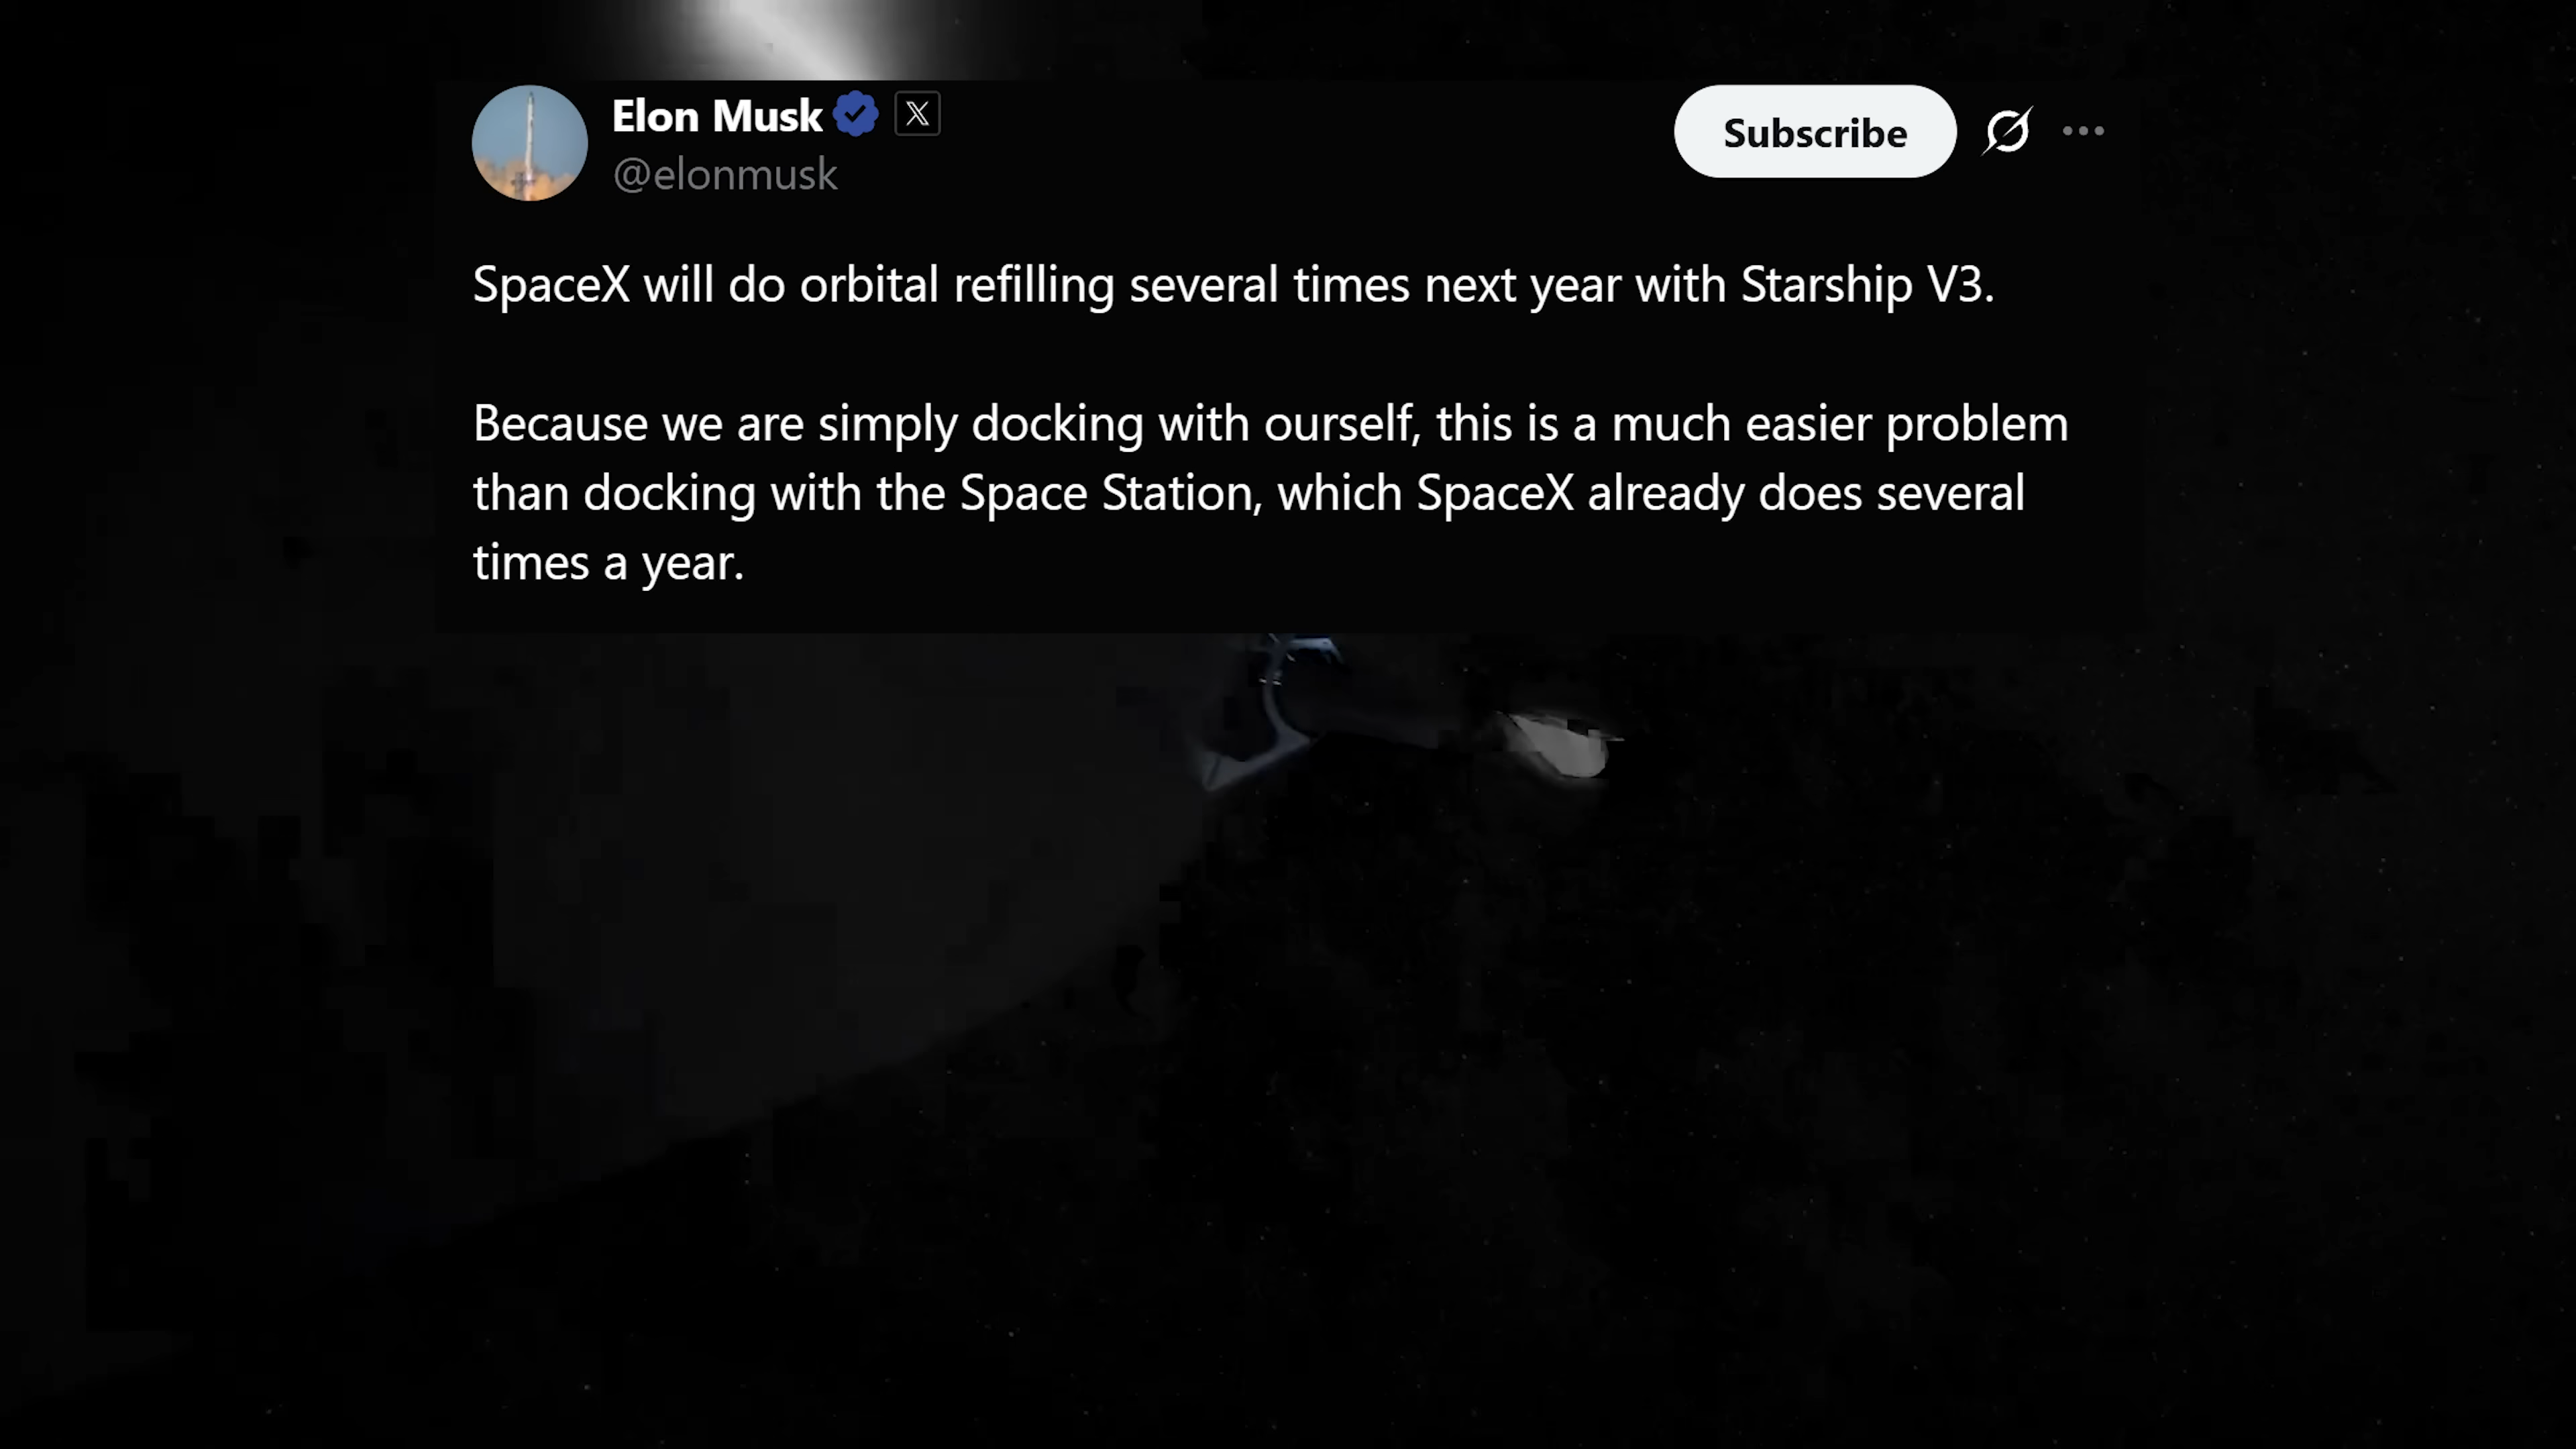 Elon Musk
@elonmusk
Subscribe
SpaceX will do orbital refilling several times next year with Starship V3.
Because we are simply docking with ourself, this is a much easier problem
than docking with the Space Station, which SpaceX already does several
times a year.